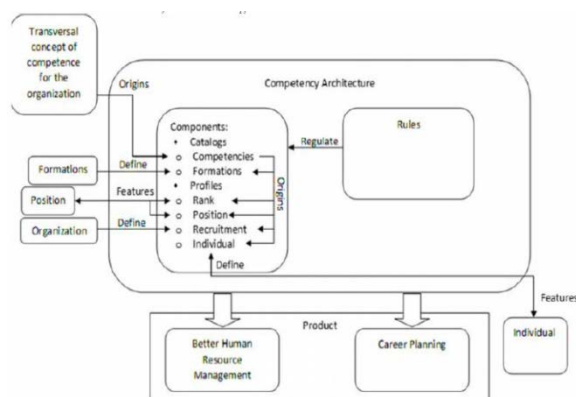 Transversal
concept of
competence
for the
organization
Origins
Competency Architecture
Components:
• Catalogs
o Competencies
o Formations
• Profiles
o Rank
o Position
o Recruitment
o Individual
Origins
Regulate
Rules
Formations
Define
Position
Features
Organization
Define
Define
Features
Individual
Product
Better Human
Resource
Management
Career Planning